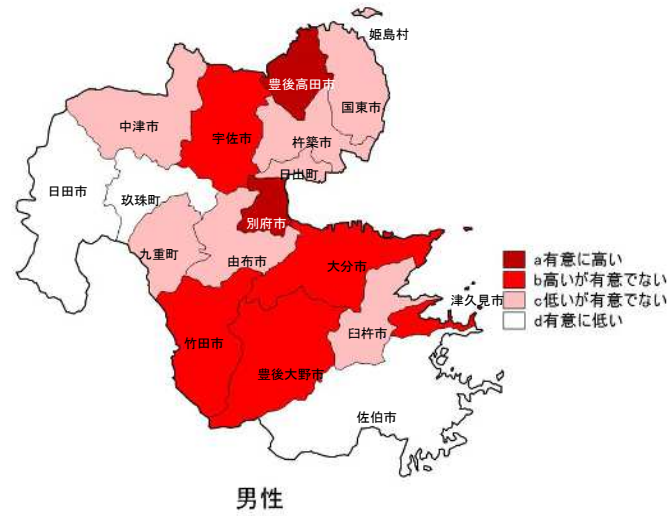 姫島村
豊後高田市
国東市
中津市
宇佐市
杵築市
日出町
日田市
玖珠町
別府市
九重町
由布市
大分市
a有意に高い
b高いが有意でない
c低いが有意でない
d有意に低い
津久見市
臼杵市
竹田市
豊後大野市
佐伯市
男性